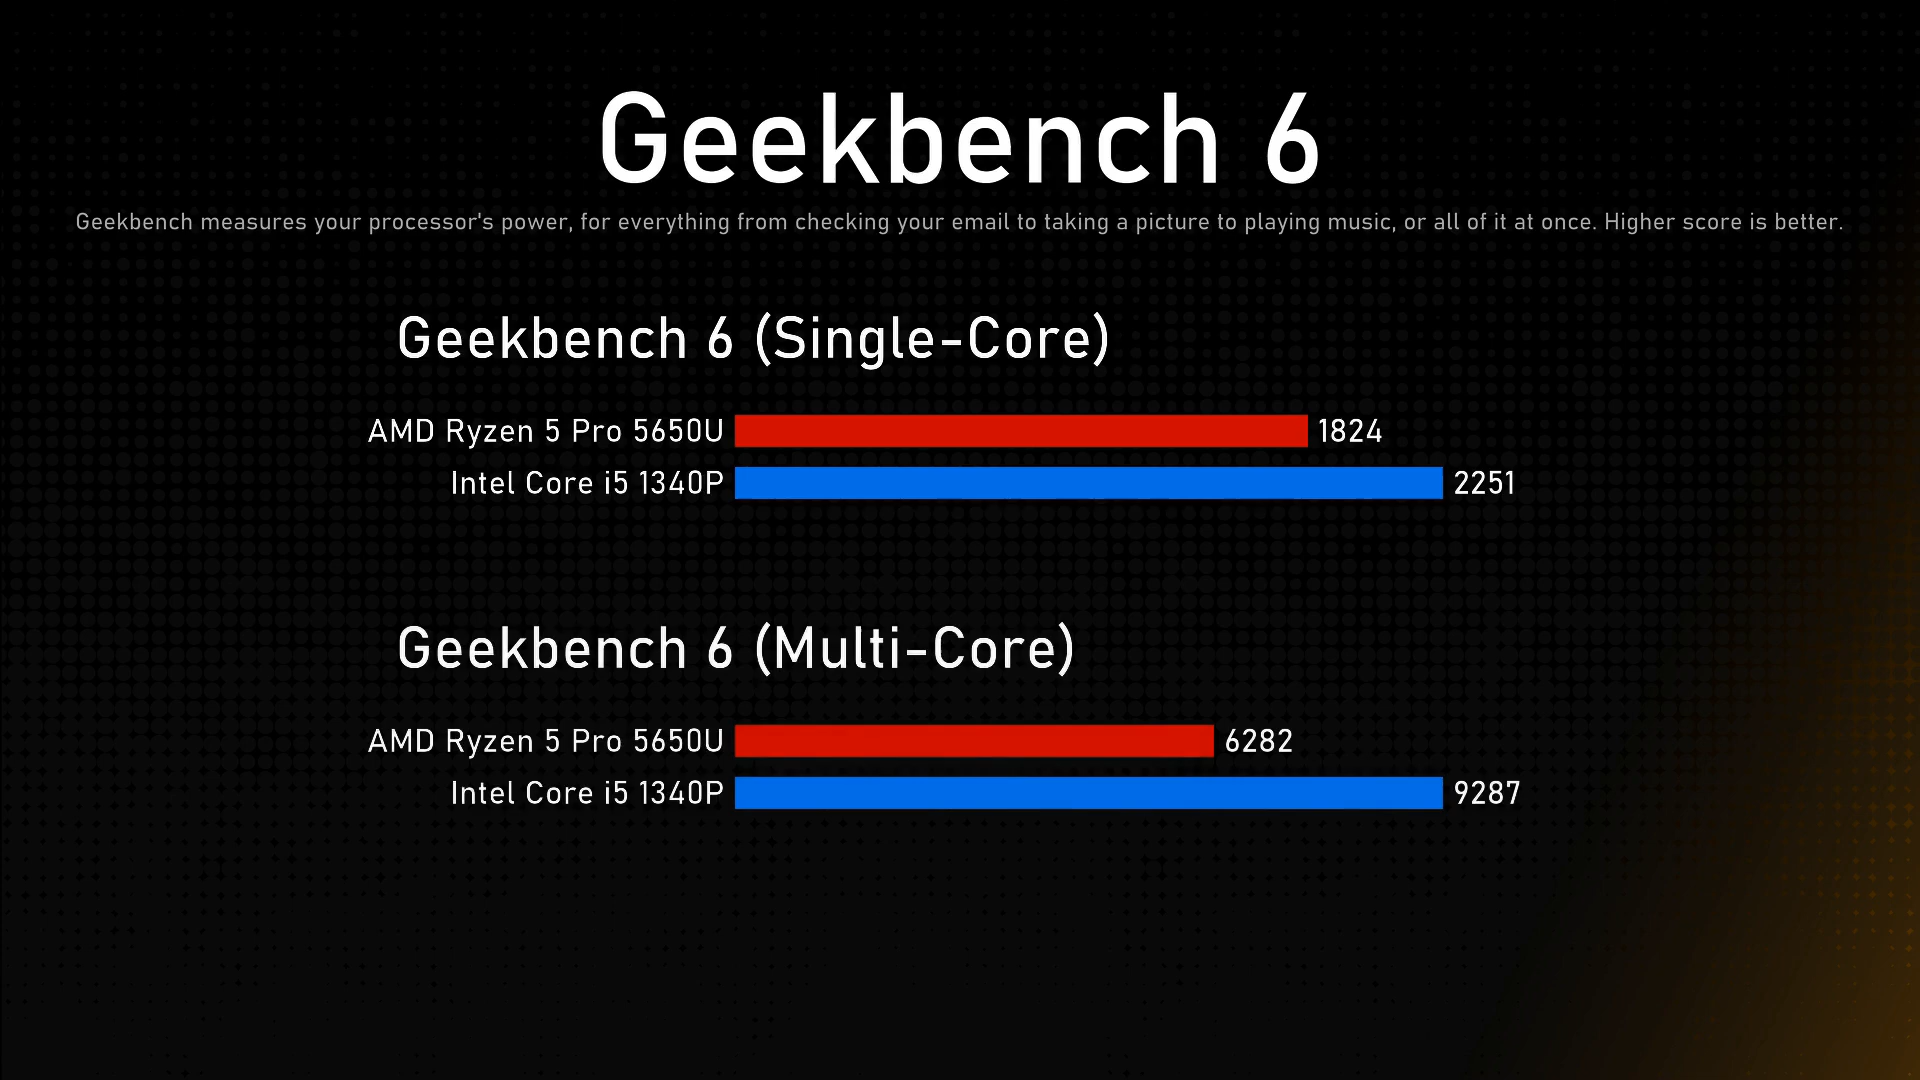 Geekbench 6
Geekbench measures your processor's power, for everything from checking your email to taking a picture to playing music, or all of it at once. Higher score is better.
Geekbench 6 (Single-Core)
AMD Ryzen 5 Pro 5650U 1824
Intel Core i5 1340P 2251
Geekbench 6 (Multi-Core)
AMD Ryzen 5 Pro 5650U 6282
Intel Core i5 1340P 9287